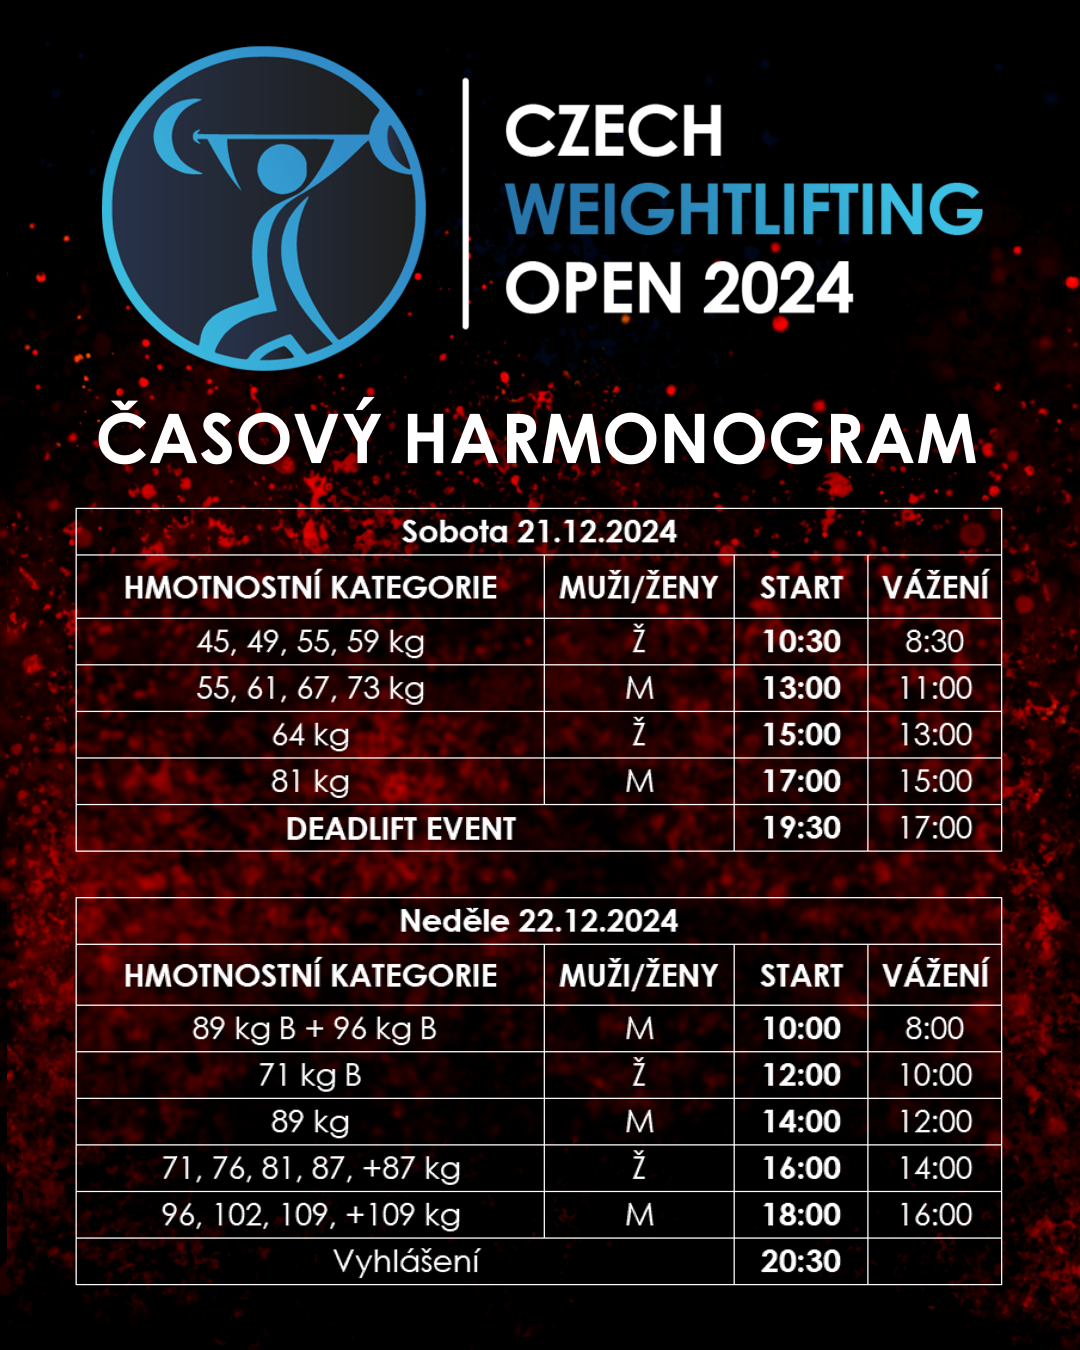 CZECH
WEIGHTLIFTING
OPEN 2024
ČASOVÝ HARMONOGRAM
Sobota 21.12.2024
HMOTNOSTNÍ KATEGORIE MUŽI/ŽENY START VÁŽENÍ
45, 49, 55, 59 kg Ž 10:30 8:30
55, 61, 67, 73 kg M 13:00 11:00
64 kg Ž 15:00 13:00
81 kg M 17:00 15:00
DEADLIFT EVENT 19:30 17:00
Neděle 22.12.2024
HMOTNOSTNÍ KATEGORIE MUŽI/ŽENY START VÁŽENÍ
89 kg B + 96 kg B M 10:00 8:00
71 kg B Ž 12:00 10:00
89 kg M 14:00 12:00
71, 76, 81, 87, +87 kg Ž 16:00 14:00
96, 102, 109, +109 kg M 18:00 16:00
Vyhlášení 20:30